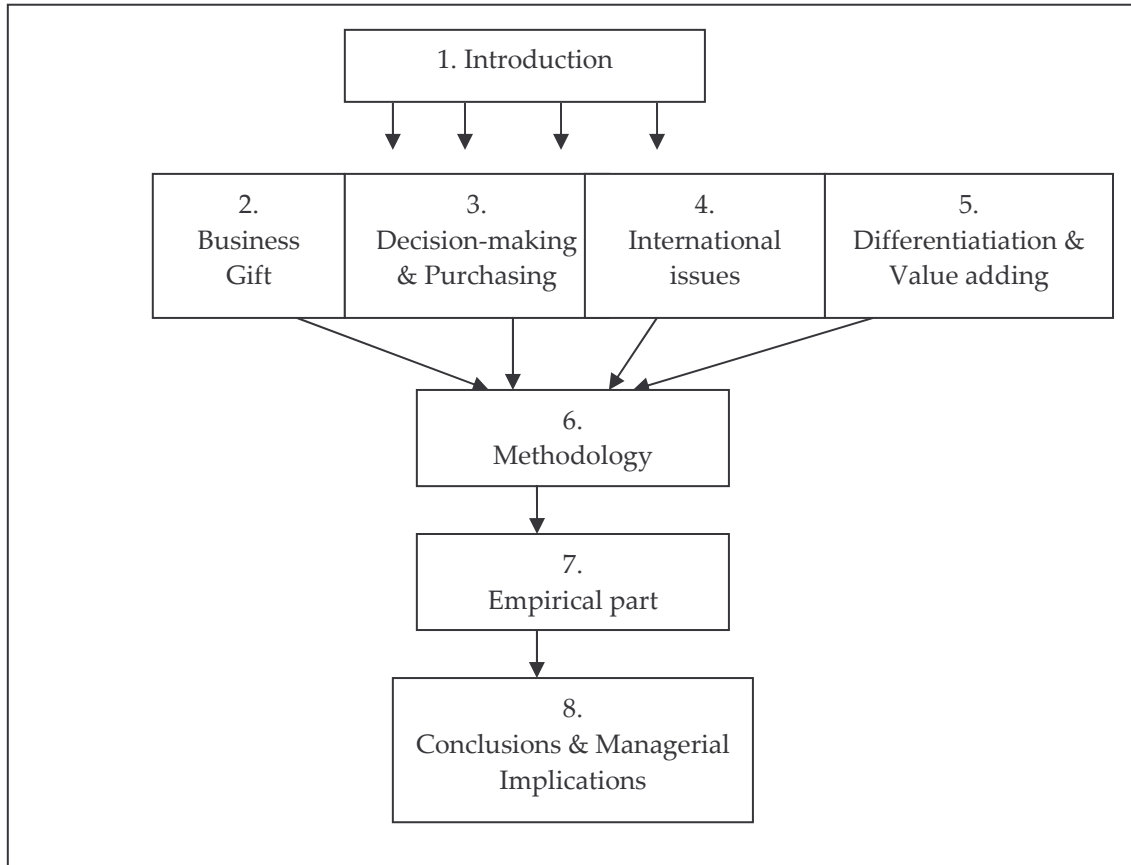 1. Introduction
2.
Business
Gift
3.
Decision-making
& Purchasing
4.
International
issues
5.
Differentiatiation &
Value adding
6.
Methodology
7.
Empirical part
8.
Conclusions & Managerial
Implications